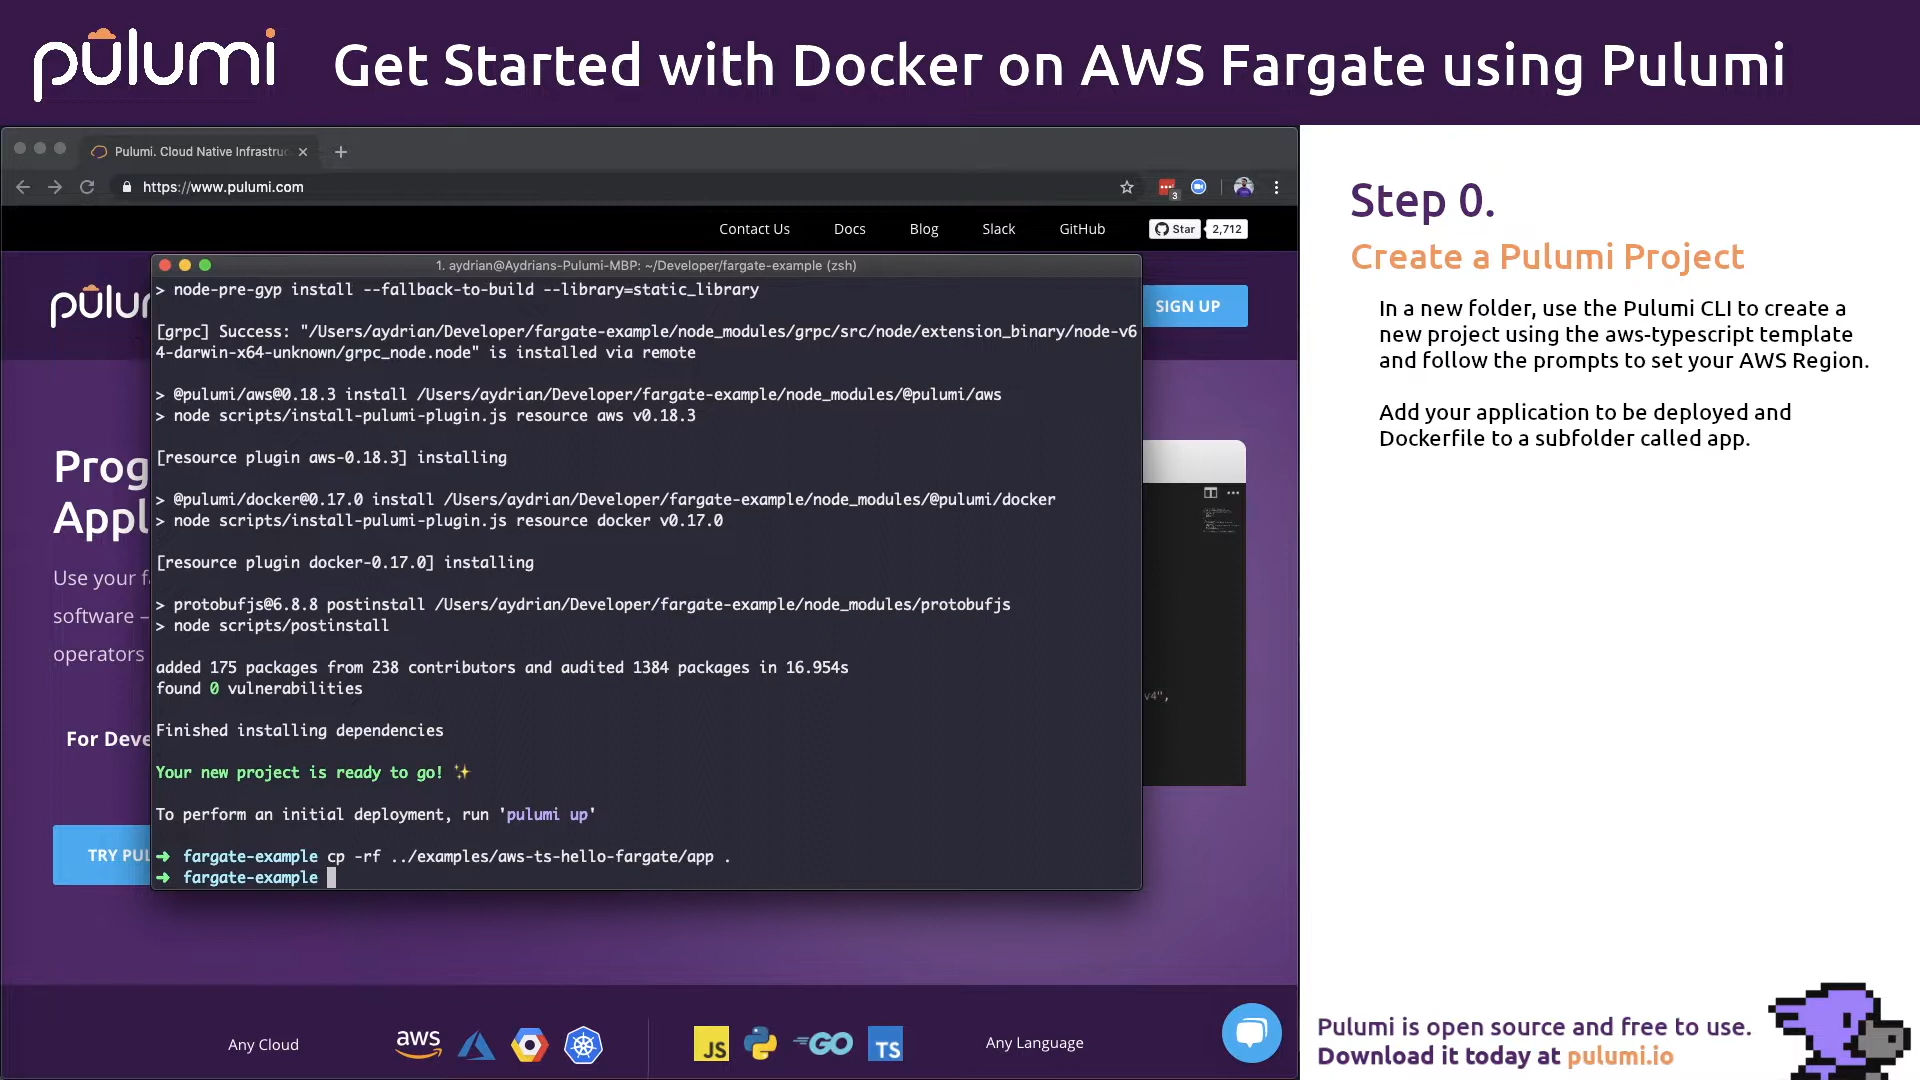 pulumi
Get Started with Docker on AWS Fargate using Pulumi
Pulumi. Cloud Native Infrastruc
https://www.pulumi.com
3
Contact Us
Docs
Blog
Slack
GitHub
Star
2,712
SIGN UP
1. aydrian@Aydrians-Pulumi-MBP: ~/Developer/fargate-example (zsh)
> node-pre-gyp install --fallback-to-build --library=static_library
[grpc] Success: "/Users/aydrian/Developer/fargate-example/node_modules/grpc/src/node/extension_binary/node-v6
4-darwin-x64-unknown/grpc_node.node" is installed via remote
> @pulumi/aws@0.18.3 install /Users/aydrian/Developer/fargate-example/node_modules/@pulumi/aws
> node scripts/install-pulumi-plugin.js resource aws v0.18.3
[resource plugin aws-0.18.3] installing
> @pulumi/docker@0.17.0 install /Users/aydrian/Developer/fargate-example/node_modules/@pulumi/docker
> node scripts/install-pulumi-plugin.js resource docker v0.17.0
[resource plugin docker-0.17.0] installing
> protobufjs@6.8.8 postinstall /Users/aydrian/Developer/fargate-example/node_modules/protobufjs
> node scripts/postinstall
added 175 packages from 238 contributors and audited 1384 packages in 16.954s
found 0 vulnerabilities
Finished installing dependencies
Your new project is ready to go! ✨
To perform an initial deployment, run 'pulumi up'
➜ fargate-example cp -rf ../examples/aws-ts-hello-fargate/app .
➜ fargate-example
pulu
Prog
Appl
Use your f
software –
operators
For Deve
TRY PUL
v4",
Any Cloud
aws
JS
GO
TS
Any Language
Step 0.
Create a Pulumi Project
In a new folder, use the Pulumi CLI to create a
new project using the aws-typescript template
and follow the prompts to set your AWS Region.
Add your application to be deployed and
Dockerfile to a subfolder called app.
Pulumi is open source and free to use.
Download it today at pulumi.io